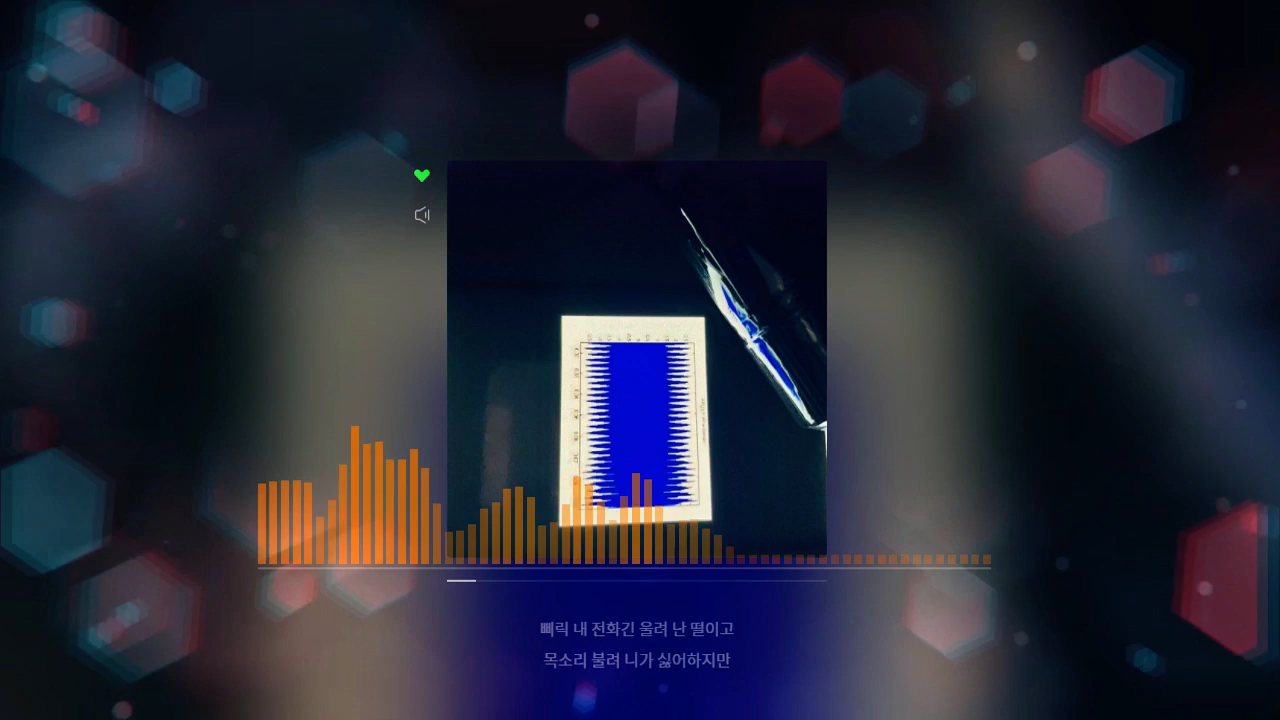 삐릭 내 전화긴 울려 난 떨이고
목소리 불려 니가 싫어하지만